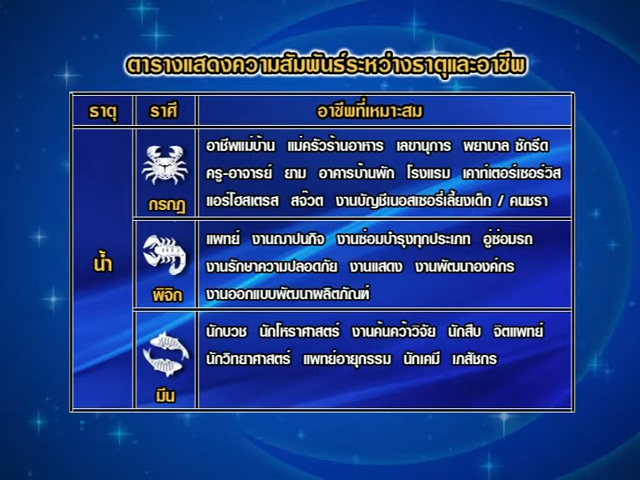 ตารางแสดงความสัมพันธ์ระหว่างธาตุและอาชีพ
ธาตุ ราศี อาชีพที่เหมาะสม
น้ำ
กรกฎ
อาชีพแม่บ้าน แม่ครัวร้านอาหาร เลขานุการ พยาบาล ซักรีด
ครู-อาจารย์ ยาม อาคารบ้านพัก โรงแรม เคาท์เตอร์เซอร์วิส
แอร์โฮสเตรส สจ๊วต งานบัญชีเนอสเซอรี่เลี้ยงเด็ก / คนชรา
พิจิก
แพทย์ งานฌาปนกิจ งานซ่อมบำรุงทุกประเภท อู่ซ่อมรถ
งานรักษาความปลอดภัย งานแสดง งานพัฒนาองค์กร
งานออกแบบพัฒนาผลิตภัณฑ์
มีน
นักบวช นักโหราศาสตร์ งานค้นคว้าวิจัย นักสืบ จิตแพทย์
นักวิทยาศาสตร์ แพทย์อายุกรรม นักเคมี เภสัชกร